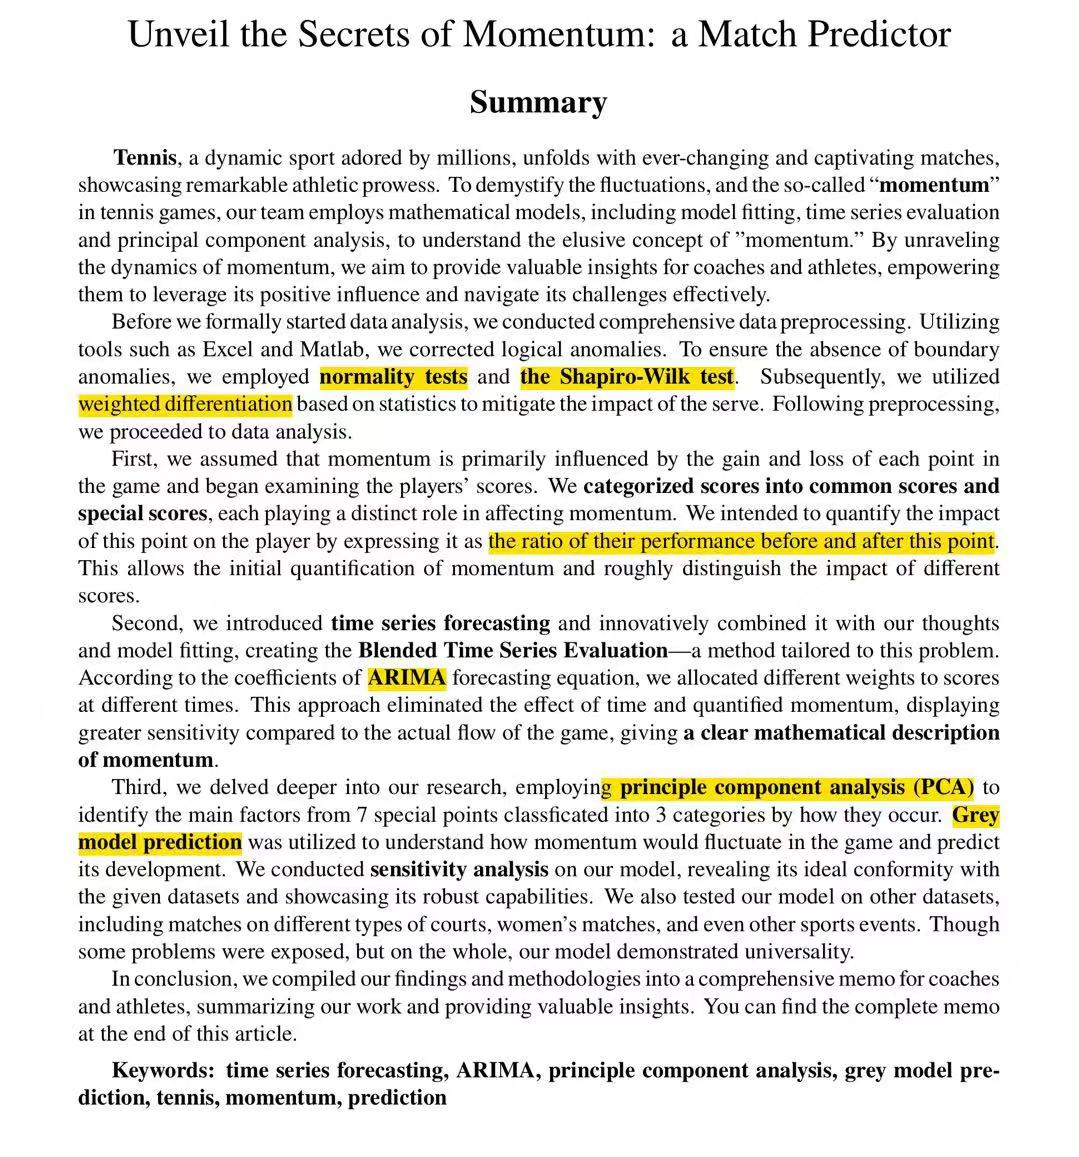 Unveil the Secrets of Momentum: a Match Predictor
Summary
Tennis, a dynamic sport adored by millions, unfolds with ever-changing and captivating matches,
showcasing remarkable athletic prowess. To demystify the fluctuations, and the so-called “momentum”
in tennis games, our team employs mathematical models, including model fitting, time series evaluation
and principal component analysis, to understand the elusive concept of ”momentum.” By unraveling
the dynamics of momentum, we aim to provide valuable insights for coaches and athletes, empowering
them to leverage its positive influence and navigate its challenges effectively.
Before we formally started data analysis, we conducted comprehensive data preprocessing. Utilizing
tools such as Excel and Matlab, we corrected logical anomalies. To ensure the absence of boundary
anomalies, we employed normality tests and the Shapiro-Wilk test. Subsequently, we utilized
weighted differentiation based on statistics to mitigate the impact of the serve. Following preprocessing,
we proceeded to data analysis.
First, we assumed that momentum is primarily influenced by the gain and loss of each point in
the game and began examining the players’ scores. We categorized scores into common scores and
special scores, each playing a distinct role in affecting momentum. We intended to quantify the impact
of this point on the player by expressing it as the ratio of their performance before and after this point.
This allows the initial quantification of momentum and roughly distinguish the impact of different
scores.
Second, we introduced time series forecasting and innovatively combined it with our thoughts
and model fitting, creating the Blended Time Series Evaluation—a method tailored to this problem.
According to the coefficients of ARIMA forecasting equation, we allocated different weights to scores
at different times. This approach eliminated the effect of time and quantified momentum, displaying
greater sensitivity compared to the actual flow of the game, giving a clear mathematical description
of momentum.
Third, we delved deeper into our research, employing principle component analysis (PCA) to
identify the main factors from 7 special points classficated into 3 categories by how they occur. Grey
model prediction was utilized to understand how momentum would fluctuate in the game and predict
its development. We conducted sensitivity analysis on our model, revealing its ideal conformity with
the given datasets and showcasing its robust capabilities. We also tested our model on other datasets,
including matches on different types of courts, women’s matches, and even other sports events. Though
some problems were exposed, but on the whole, our model demonstrated universality.
In conclusion, we compiled our findings and methodologies into a comprehensive memo for coaches
and athletes, summarizing our work and providing valuable insights. You can find the complete memo
at the end of this article.
Keywords: time series forecasting, ARIMA, principle component analysis, grey model pre-
diction, tennis, momentum, prediction